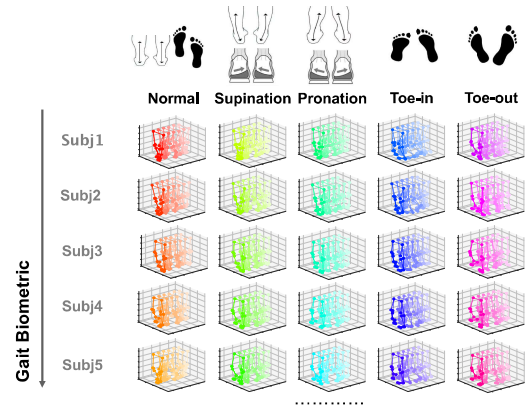 Normal Supination Pronation Toe-in Toe-out
Subj1
Subj2
Subj3
Subj4
Subj5
Gait Biometric
............